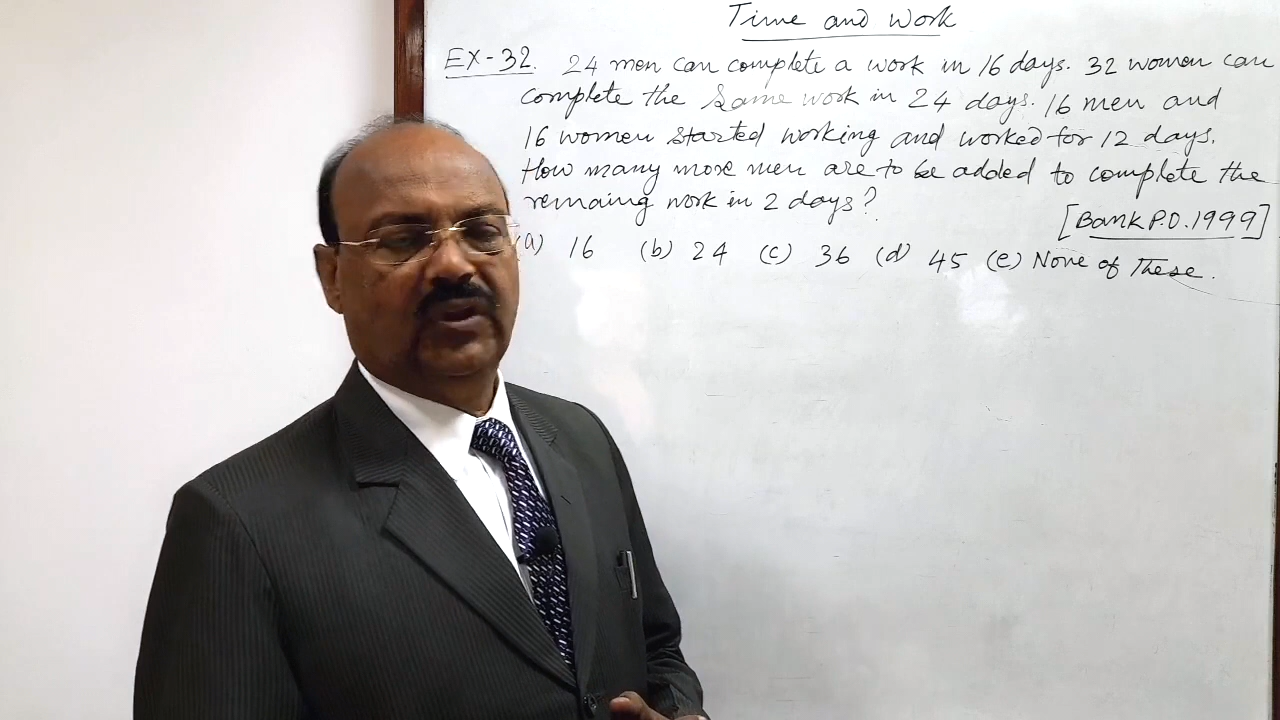 Time and Work
EX-32. 24 men can complete a work in 16 days. 32 women can
complete the same work in 24 days. 16 men and
16 women started working and worked for 12 days.
How many more men are to be added to complete the
remaing work in 2 days?
[Bank P.O. 1999]
(a) 16 (b) 24 (c) 36 (d) 45 (e) None of These.